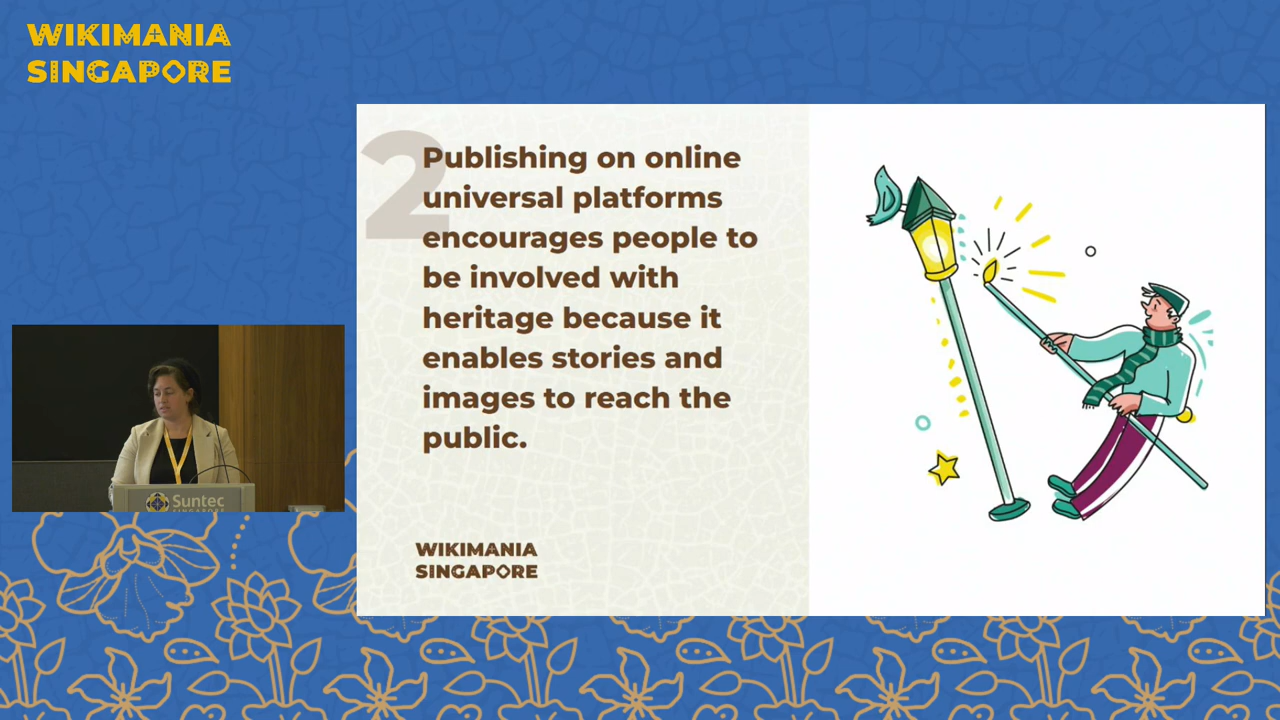 WIKIMANIA
SINGAPORE
2
Publishing on online
universal platforms
encourages people to
be involved with
heritage because it
enables stories and
images to reach the
public.
WIKIMANIA
SINGAPORE
Suntec
SINGAPORE